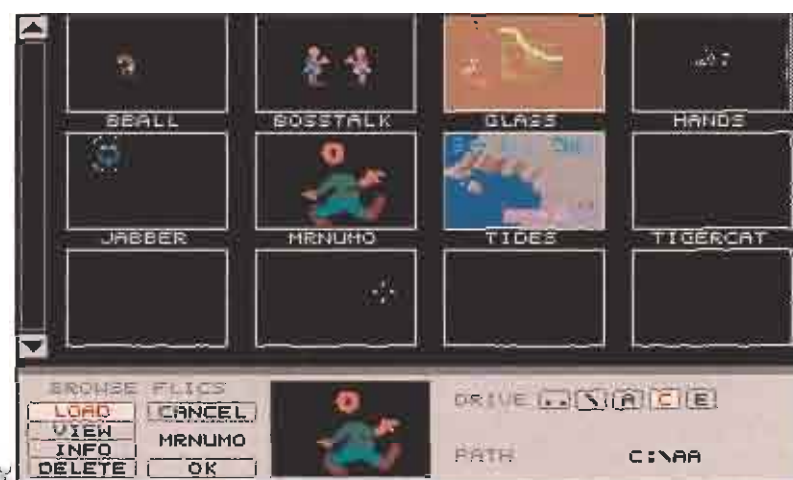 BBALL BOSSTALK GLASS HANDS
JABBER MRNUMO TIDES TIGERCAT
BROWSE FLICS
LOAD CANCEL
VIEW
INFO MRNUMO
DELETE OK
DRIVE .. \ A C E
PATH C:\AA